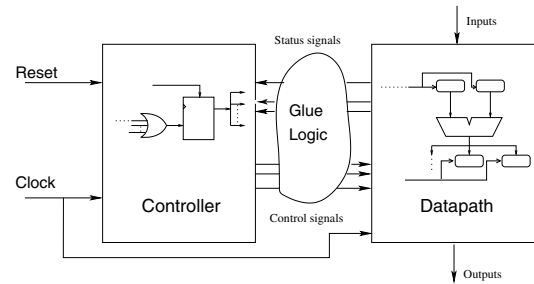 Inputs
Status signals
Reset
Glue
Logic
Clock
Controller
Control signals
Datapath
Outputs